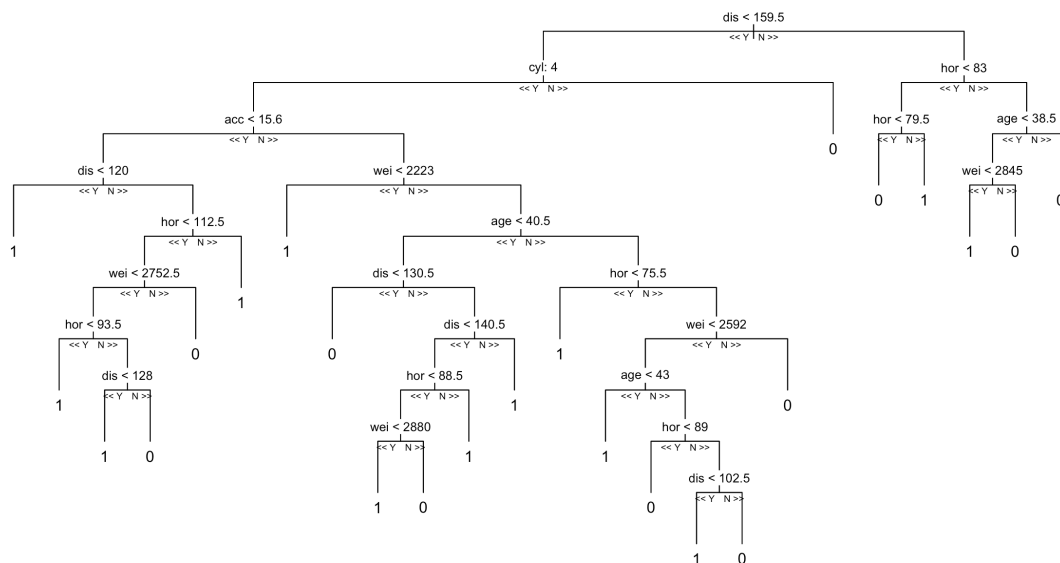 dis < 159.5
<< Y N >>
cyl: 4 hor < 83
<< Y N >> << Y N >>
acc < 15.6 hor < 79.5 age < 38.5
<< Y N >> << Y N >> << Y N >>
0
dis < 120 wei < 2223 wei < 2845
<< Y N >> << Y N >> << Y N >>
0 1 0
hor < 112.5 age < 40.5
<< Y N >> << Y N >>
1 1 1 0
wei < 2752.5 dis < 130.5 hor < 75.5
<< Y N >> << Y N >> << Y N >>
1
hor < 93.5 dis < 140.5 wei < 2592
<< Y N >> << Y N >> << Y N >>
0 0 1
dis < 128 hor < 88.5 age < 43
<< Y N >> << Y N >> << Y N >>
1 1 0
wei < 2880 hor < 89
<< Y N >> << Y N >>
1 0 1 1
dis < 102.5
<< Y N >>
1 0 0
1 0